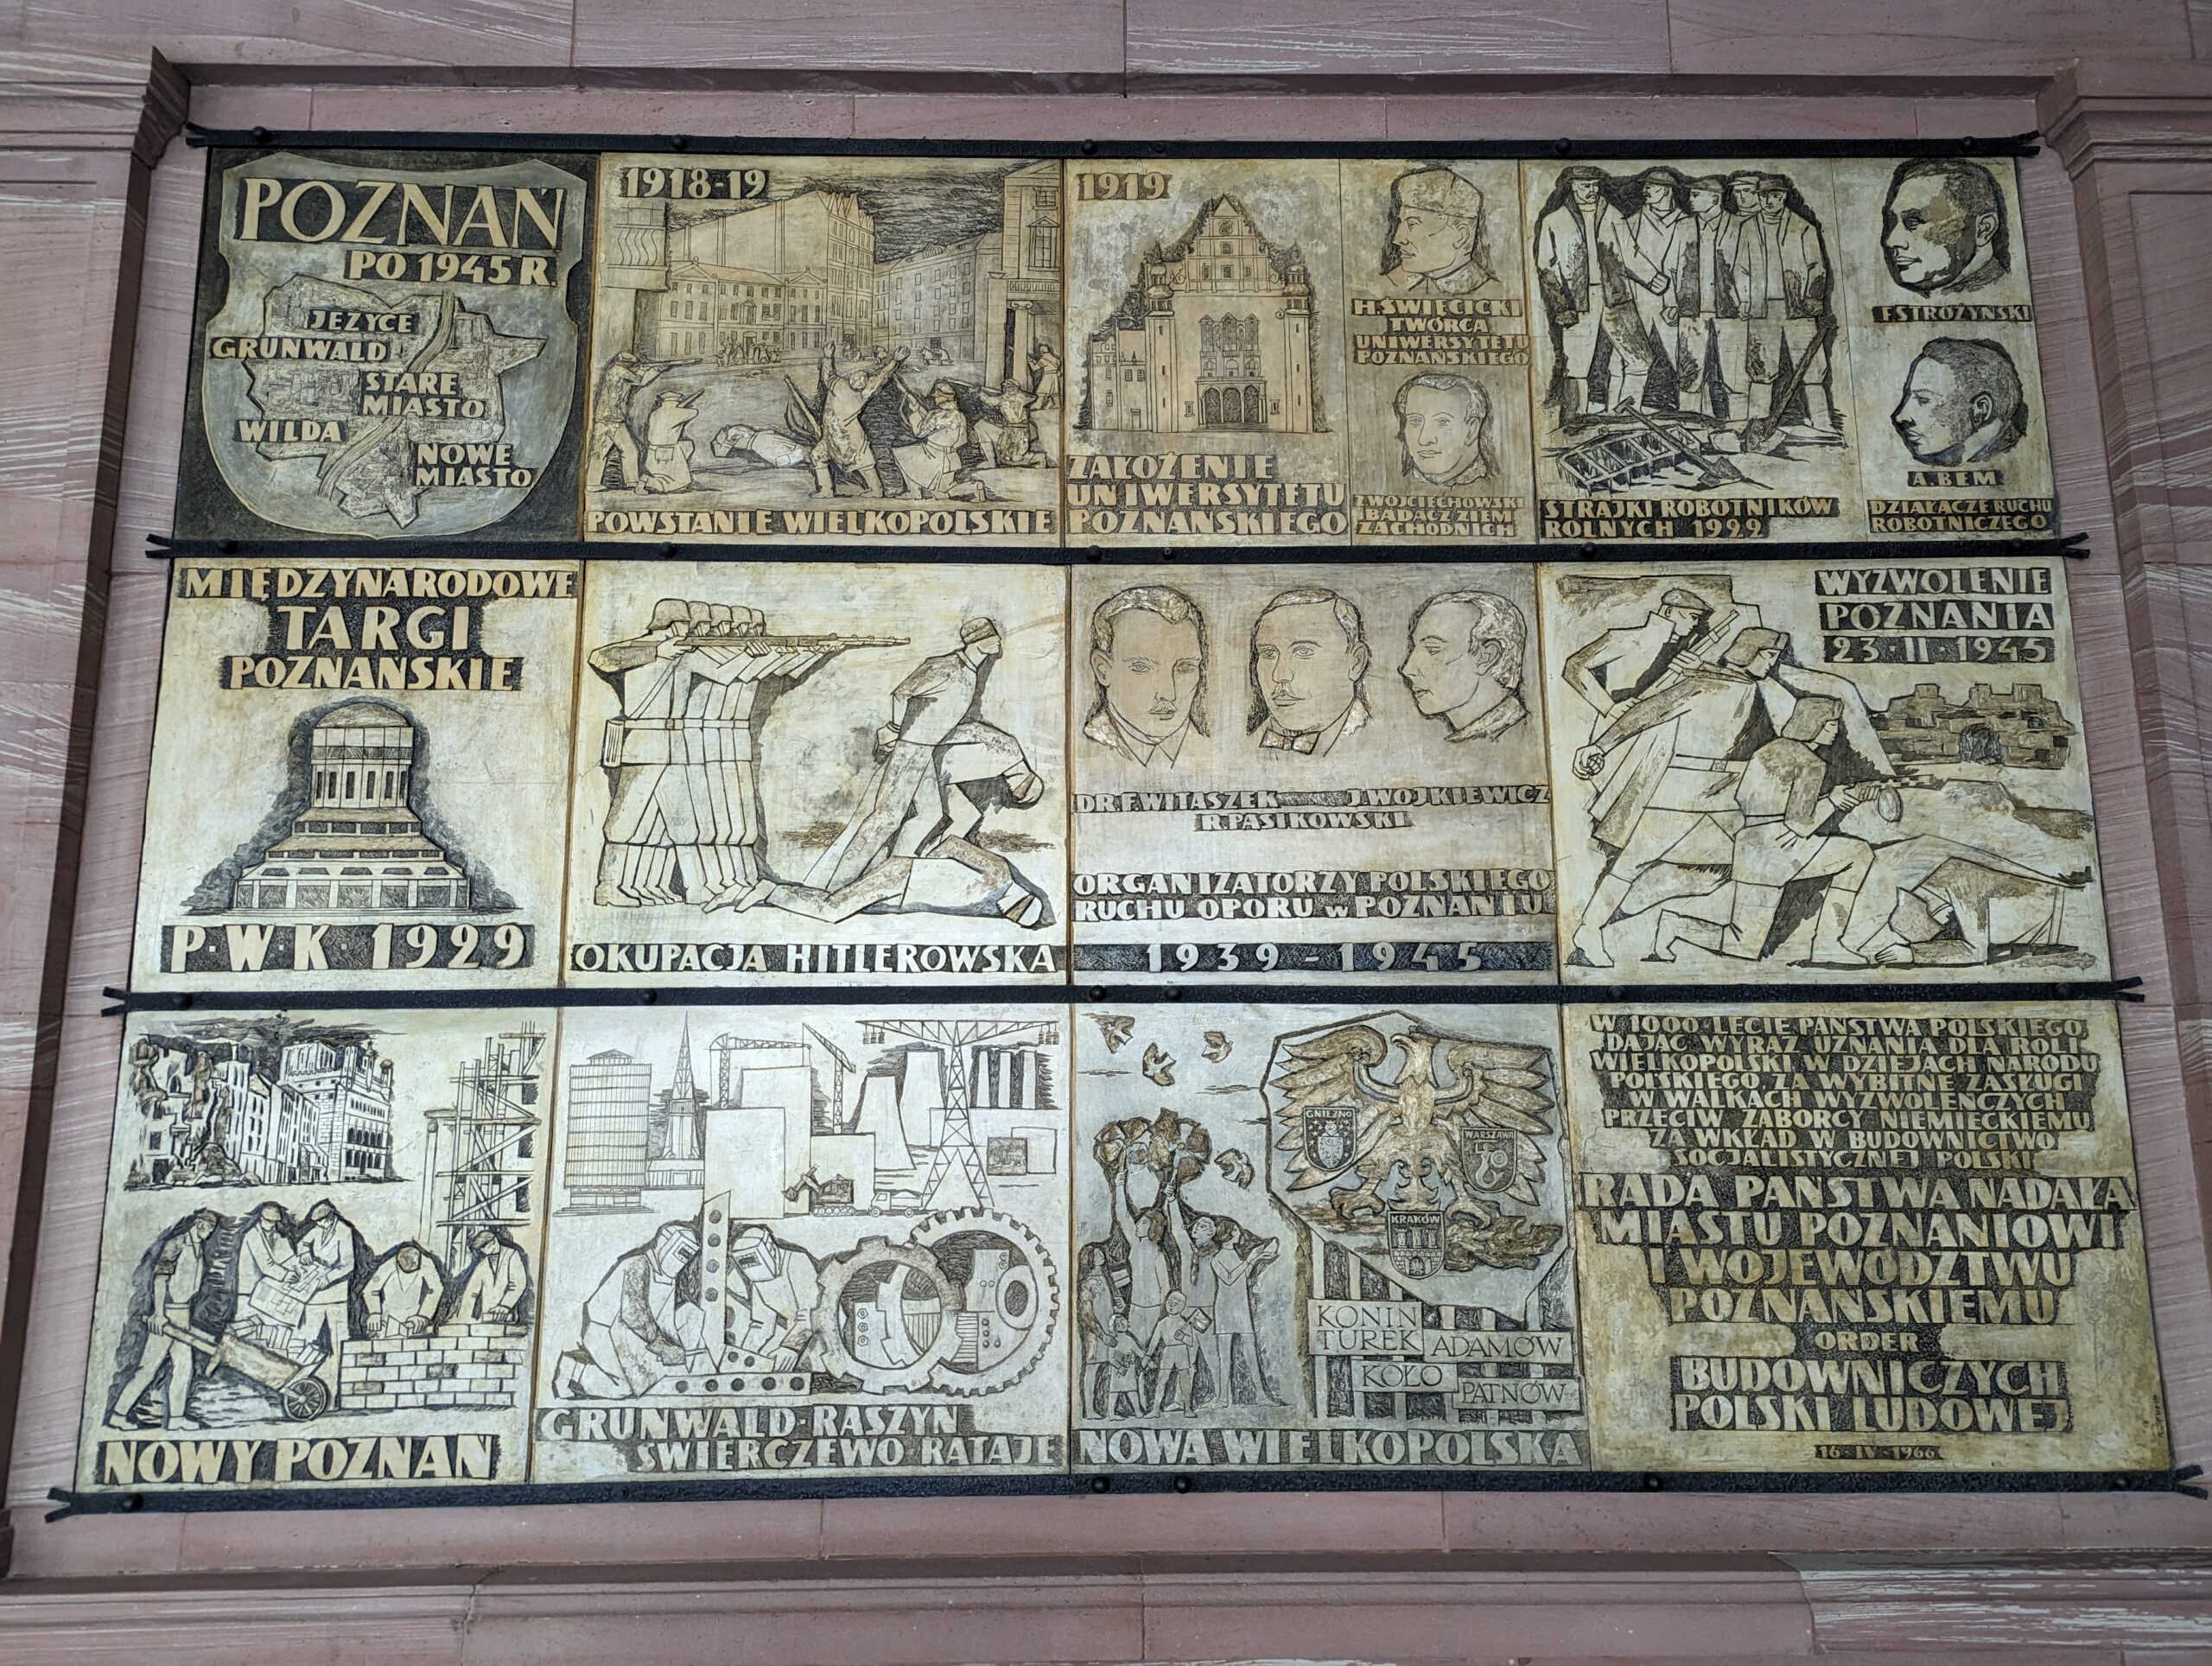 POZNAŃ
PO 1945 R.
JEŻYCE
GRUNWALD
STARE
MIASTO
WILDA
NOWE
MIASTO
1918-19
POWSTANIE WIELKOPOLSKIE
1919
ZAŁOŻENIE
UNIWERSYTETU
POZNAŃSKIEGO
H. ŚWIĘCICKI
TWÓRCA
UNIWERSYTETU
POZNAŃSKIEGO
Z WOJCIECHOWSKI
BADACZ ZIEM
ZACHODNICH
STRAJKI ROBOTNIKÓW
ROLNYCH 1922
F. STROŻYŃSKI
A. BEM
DZIAŁACZE RUCHU
ROBOTNICZEGO
MIĘDZYNARODOWE
TARGI
POZNAŃSKIE
P·W·K· 1929
OKUPACJA HITLEROWSKA
DR. F. WITASZEK J. WOJKIEWICZ
R. PASIKOWSKI
ORGANIZATORZY POLSKIEGO
RUCHU OPORU w POZNANIU
1939 - 1945
WYZWOLENIE
POZNANIA
23·II·1945
NOWY POZNAŃ
GRUNWALD-RASZYN
ŚWIERCZEWO-RATAJE
GNIEZNO
WARSZAWA
KRAKÓW
KONIN
TUREK ADAMÓW
KOŁO PĄTNÓW
NOWA WIELKOPOLSKA
W 1000-LECIE PAŃSTWA POLSKIEGO,
DAJĄC WYRAZ UZNANIA DLA ROLI
WIELKOPOLSKI W DZIEJACH NARODU
POLSKIEGO, ZA WYBITNE ZASŁUGI
W WALKACH WYZWOLEŃCZYCH
PRZECIW ZABORCY NIEMIECKIEMU,
ZA WKŁAD W BUDOWNICTWO
SOCJALISTYCZNEJ POLSKI
RADA PAŃSTWA NADAŁA
MIASTU POZNANIOWI
I WOJEWÓDZTWU
POZNAŃSKIEMU
ORDER
BUDOWNICZYCH
POLSKI LUDOWEJ
16·IV·1966